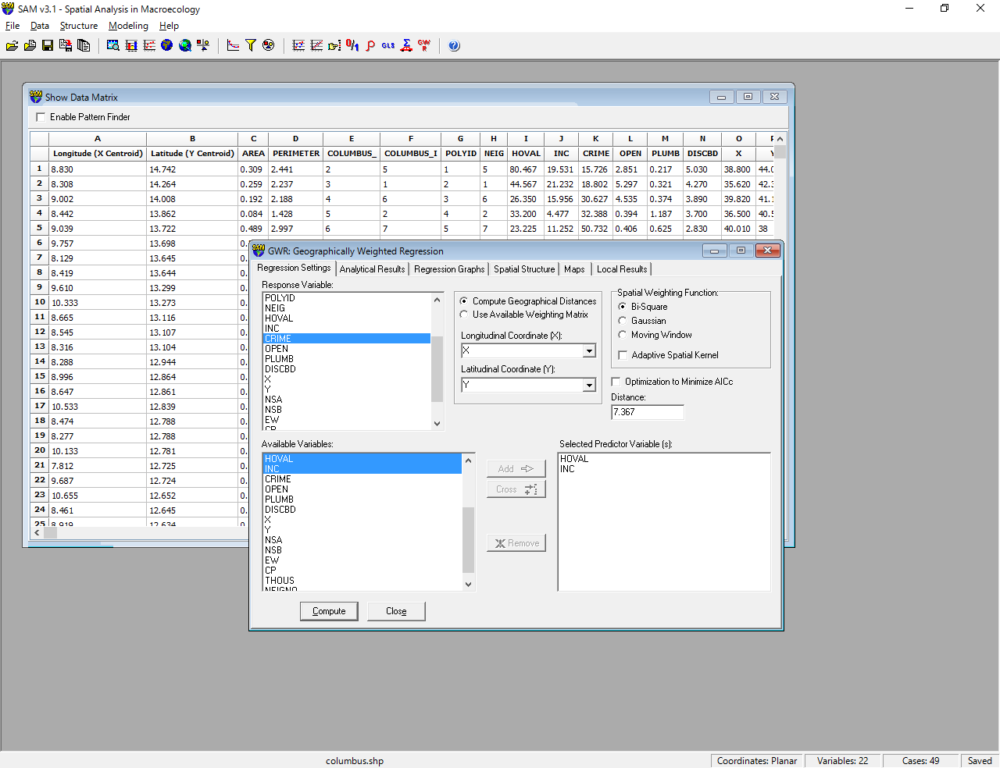 SAM v3.1 - Spatial Analysis in Macroecology
File Data Structure Modeling Help
Show Data Matrix
Enable Pattern Finder
A B C D E F G H I J K L M N O P
Longitude (X Centroid) Latitude (Y Centroid) AREA PERIMETER COLUMBUS_ COLUMBUS_I POLYID NEIG HOVAL INC CRIME OPEN PLUMB DISCBD X Y
1 8.830 14.742 0.309 2.441 2 5 1 5 80.467 19.531 15.726 2.851 0.217 5.030 38.800 44.0
2 8.308 14.264 0.259 2.237 3 1 2 1 44.567 21.232 18.802 5.297 0.321 4.270 35.620 42.3
3 9.002 14.008 0.192 2.188 4 6 3 6 26.350 15.956 30.627 4.535 0.374 3.890 39.820 41.1
4 8.442 13.862 0.084 1.428 5 2 4 2 33.200 4.477 32.388 0.394 1.187 3.700 36.500 40.5
5 9.039 13.722 0.489 2.997 6 7 5 7 23.225 11.252 50.732 0.406 0.625 2.830 40.010 38
6 9.757 13.698 0.
7 8.129 13.645 0.
8 8.419 13.644 0.
9 9.610 13.299 0.
10 10.333 13.273 0.
11 8.665 13.116 0.
12 8.545 13.107 0.
13 8.316 13.104 0.
14 8.288 12.944 0.
15 8.996 12.864 0.
16 8.647 12.861 0.
17 10.533 12.839 0.
18 8.474 12.788 0.
19 8.277 12.788 0.
20 10.133 12.781 0.
21 7.812 12.725 0.
22 9.687 12.724 0.
23 10.655 12.652 0.
24 8.461 12.645 0.
25 8.919 12.634 0.
GWR: Geographically Weighted Regression
Regression Settings Analytical Results Regression Graphs Spatial Structure Maps Local Results
Response Variable:
POLYID
NEIG
HOVAL
INC
CRIME
OPEN
PLUMB
DISCBD
X
Y
NSA
NSB
EW
CP
Compute Geographical Distances
Use Available Weighting Matrix
Longitudinal Coordinate (X):
X
Latitudinal Coordinate (Y):
Y
Spatial Weighting Function:
Bi-Square
Gaussian
Moving Window
Adaptive Spatial Kernel
Optimization to Minimize AICc
Distance:
7.367
Available Variables:
HOVAL
INC
CRIME
OPEN
PLUMB
DISCBD
X
Y
NSA
NSB
EW
CP
THOUS
NEIGNO
Add
Cross
Remove
Selected Predictor Variable (s):
HOVAL
INC
Compute Close
columbus.shp Coordinates: Planar Variables: 22 Cases: 49 Saved